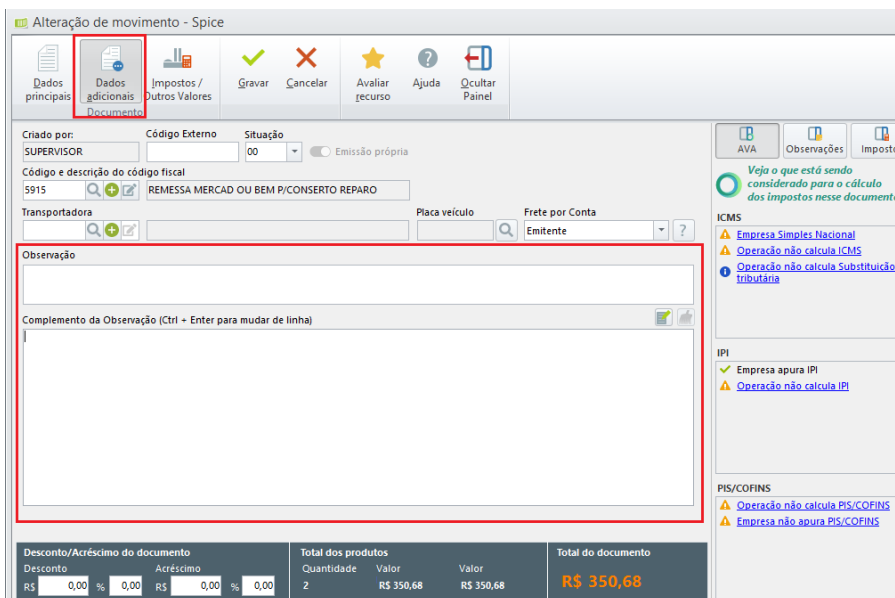 Alteração de movimento - Spice
Dados principais
Dados adicionais
Impostos / Outros Valores
Gravar
Cancelar
Avaliar recurso
Ajuda
Ocultar Painel
Documento
Criado por:
Código Externo
Situação
SUPERVISOR
00
Emissão própria
Código e descrição do código fiscal
5915
REMESSA MERCAD OU BEM P/CONSERTO REPARO
Transportadora
Placa veículo
Frete por Conta
Emitente
?
Observação
Complemento da Observação (Ctrl + Enter para mudar de linha)
AVA
Observações
Veja o que está sendo
considerado para o cálculo
dos impostos nesse documento
ICMS
Empresa Simples Nacional
Operação não calcula ICMS
Operação não calcula Substituição
tributária
IPI
Empresa apura IPI
Operação não calcula IPI
PIS/COFINS
Operação não calcula PIS/COFINS
Empresa não apura PIS/COFINS
Desconto/Acréscimo do documento
Desconto
Acréscimo
R$ 0,00 % 0,00 R$ 0,00 % 0,00
Total dos produtos
Quantidade Valor Valor
2 R$ 350,68 R$ 350,68
Total do documento
R$ 350,68